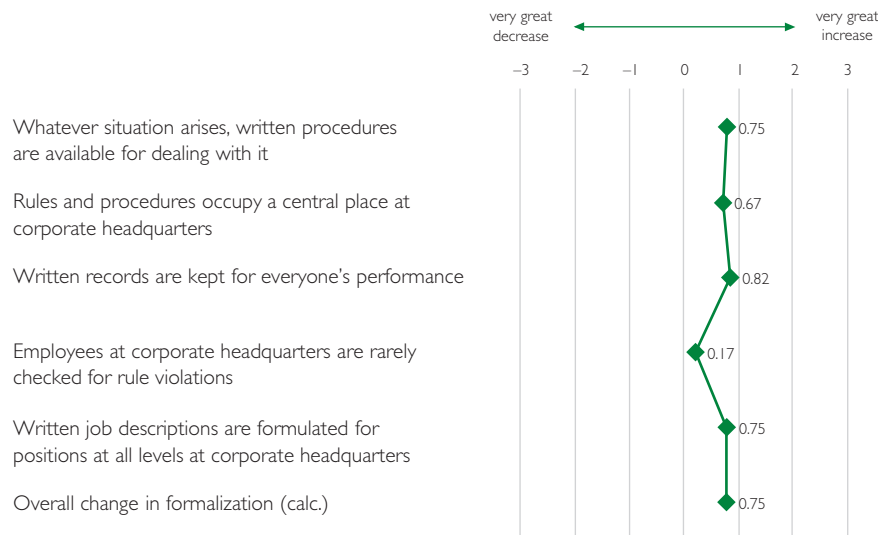 very great decrease
very great increase
–3 –2 –1 0 1 2 3
Whatever situation arises, written procedures
are available for dealing with it
0.75
Rules and procedures occupy a central place at
corporate headquarters
0.67
Written records are kept for everyone’s performance
0.82
Employees at corporate headquarters are rarely
checked for rule violations
0.17
Written job descriptions are formulated for
positions at all levels at corporate headquarters
0.75
Overall change in formalization (calc.)
0.75